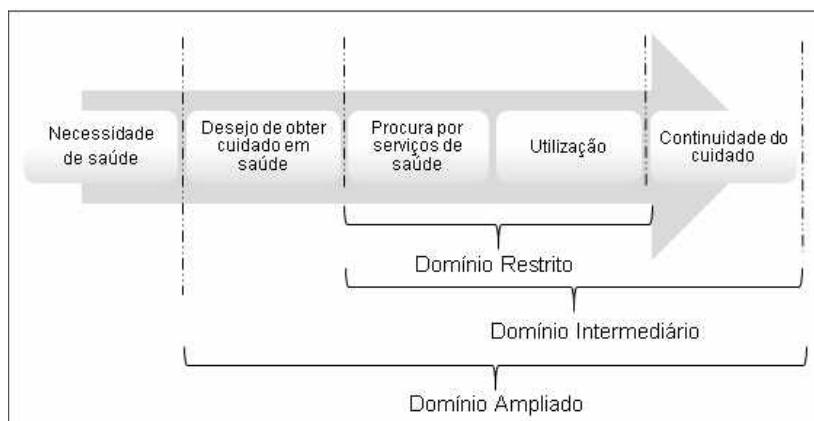 Necessidade
de saúde
Desejo de obter
cuidado em
saúde
Procura por
serviços de
saúde
Utilização
Continuidade do
cuidado
Domínio Restrito
Domínio Intermediário
Domínio Ampliado